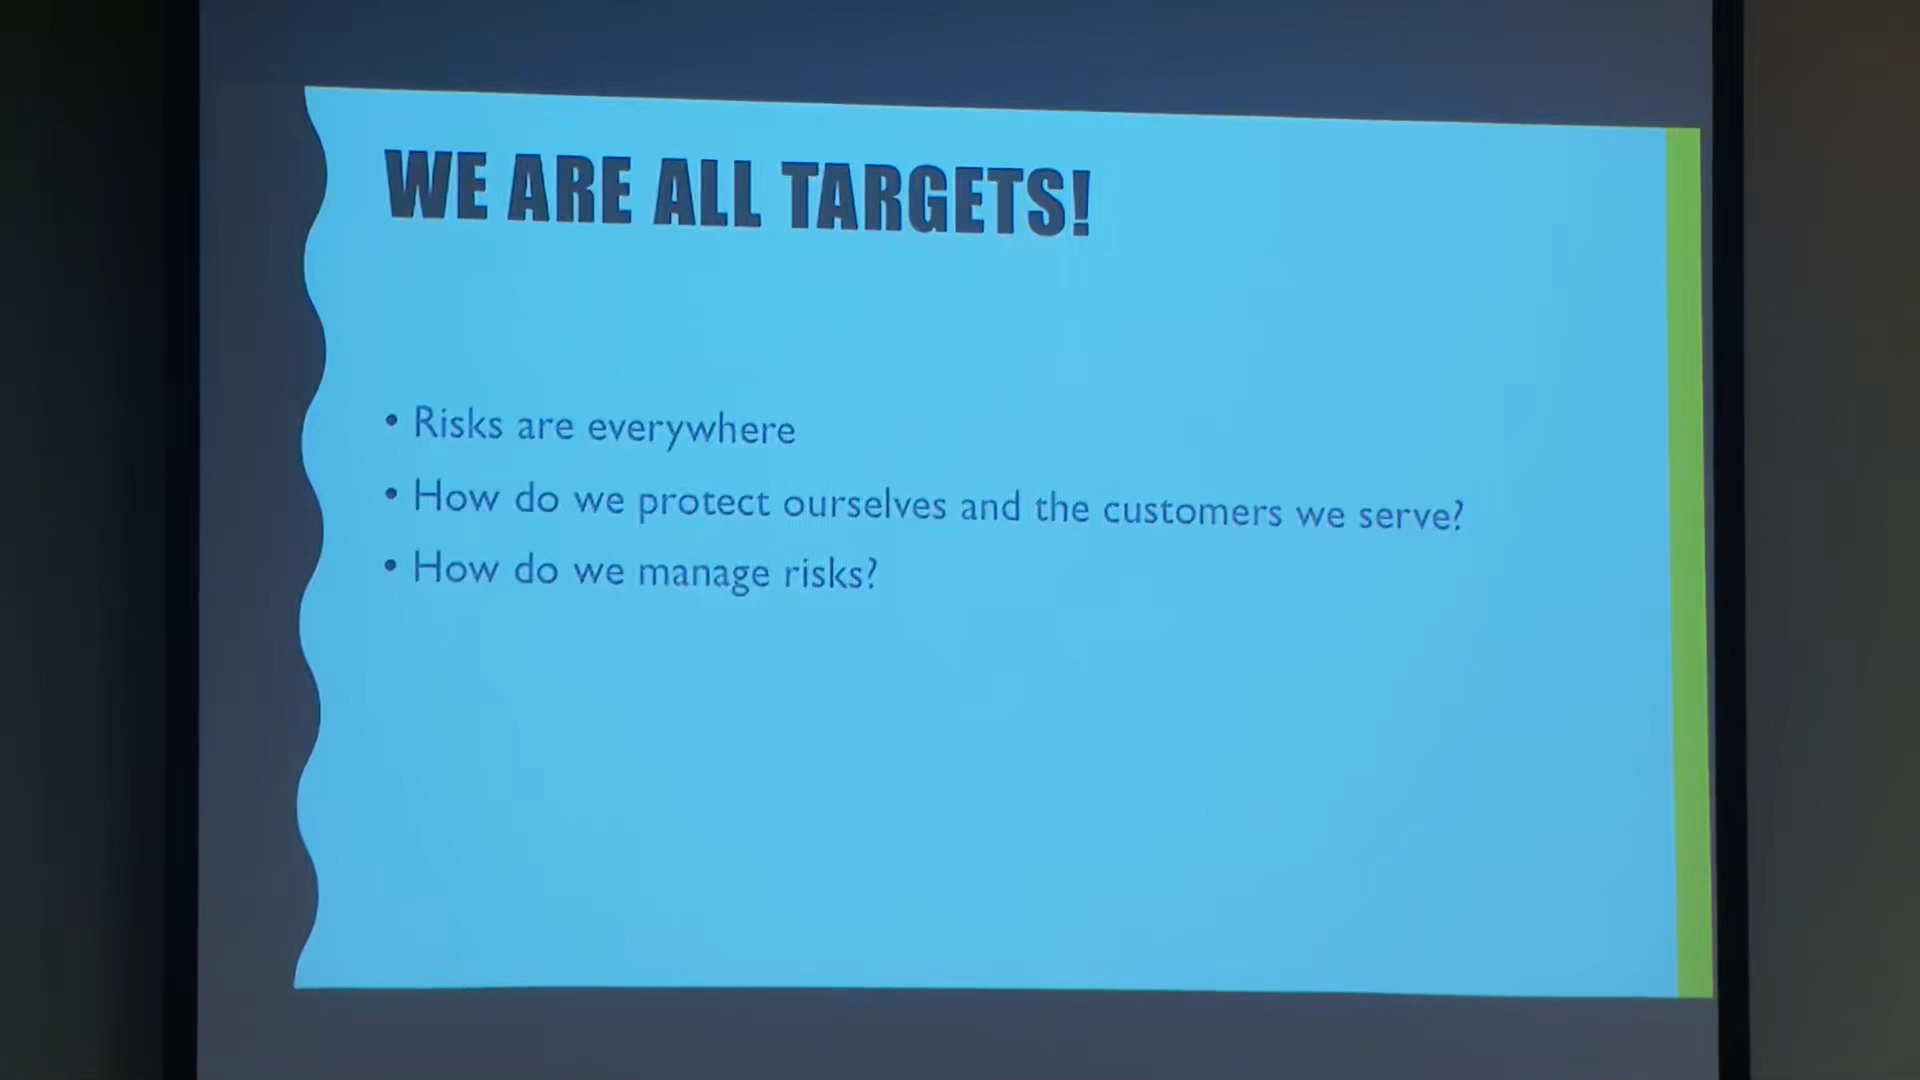 WE ARE ALL TARGETS!
• Risks are everywhere
• How do we protect ourselves and the customers we serve?
• How do we manage risks?